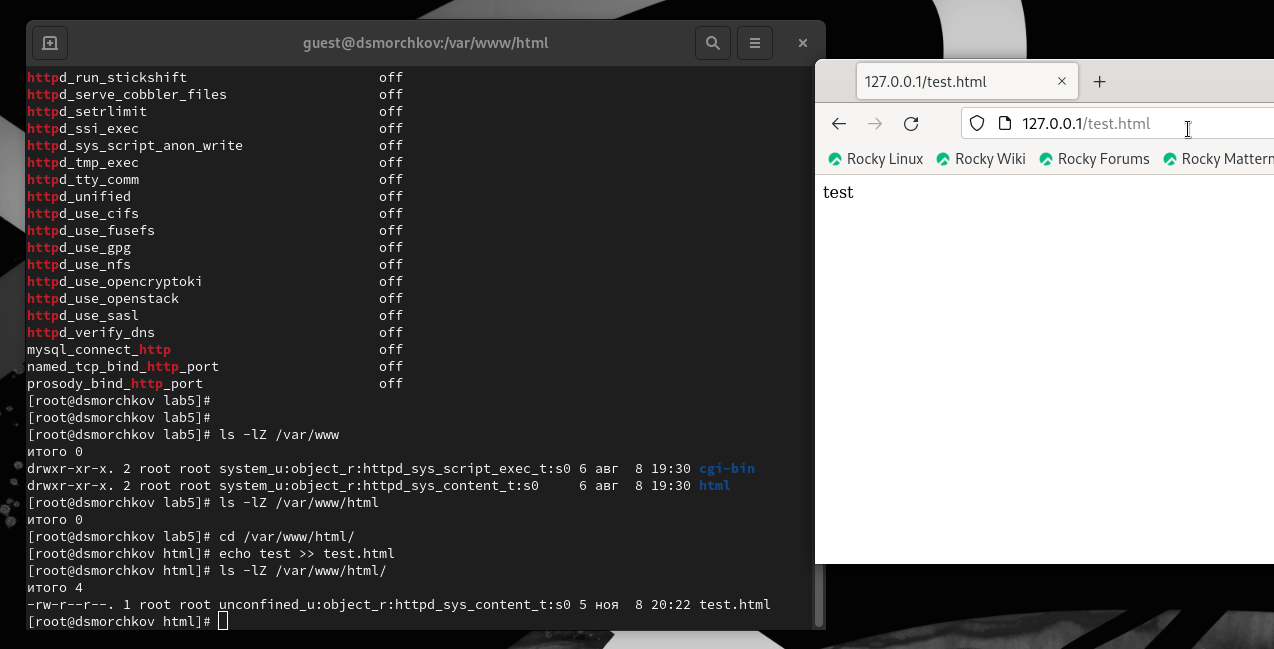 guest@dsmorchkov:/var/www/html
httpd_run_stickshift off
httpd_serve_cobbler_files off
httpd_setrlimit off
httpd_ssi_exec off
httpd_sys_script_anon_write off
httpd_tmp_exec off
httpd_tty_comm off
httpd_unified off
httpd_use_cifs off
httpd_use_fusefs off
httpd_use_gpg off
httpd_use_nfs off
httpd_use_opencryptoki off
httpd_use_openstack off
httpd_use_sasl off
httpd_verify_dns off
mysql_connect_http off
named_tcp_bind_http_port off
prosody_bind_http_port off
[root@dsmorchkov lab5]#
[root@dsmorchkov lab5]#
[root@dsmorchkov lab5]# ls -lZ /var/www
итого 0
drwxr-xr-x. 2 root root system_u:object_r:httpd_sys_script_exec_t:s0 6 авг 8 19:30 cgi-bin
drwxr-xr-x. 2 root root system_u:object_r:httpd_sys_content_t:s0 6 авг 8 19:30 html
[root@dsmorchkov lab5]# ls -lZ /var/www/html
итого 0
[root@dsmorchkov lab5]# cd /var/www/html/
[root@dsmorchkov html]# echo test >> test.html
[root@dsmorchkov html]# ls -lZ /var/www/html/
итого 4
-rw-r--r--. 1 root root unconfined_u:object_r:httpd_sys_content_t:s0 5 ноя 8 20:22 test.html
[root@dsmorchkov html]#
127.0.0.1/test.html
127.0.0.1/test.html
Rocky Linux Rocky Wiki Rocky Forums Rocky Mattern
test